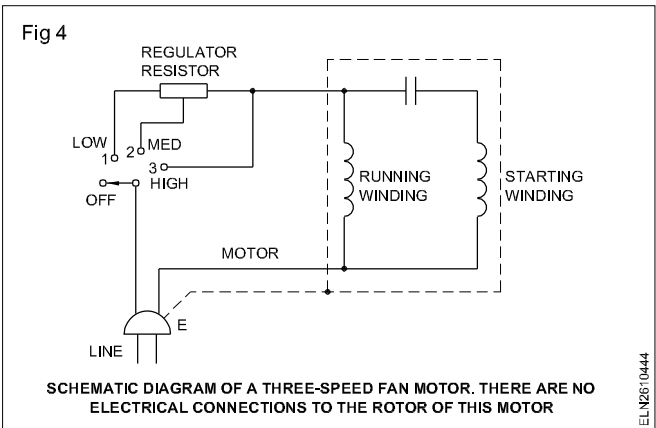 Fig 4
REGULATOR
RESISTOR
LOW
1
2
MED
3
HIGH
OFF
RUNNING
WINDING
STARTING
WINDING
MOTOR
E
LINE
SCHEMATIC DIAGRAM OF A THREE-SPEED FAN MOTOR. THERE ARE NO
ELECTRICAL CONNECTIONS TO THE ROTOR OF THIS MOTOR
ELN2610444